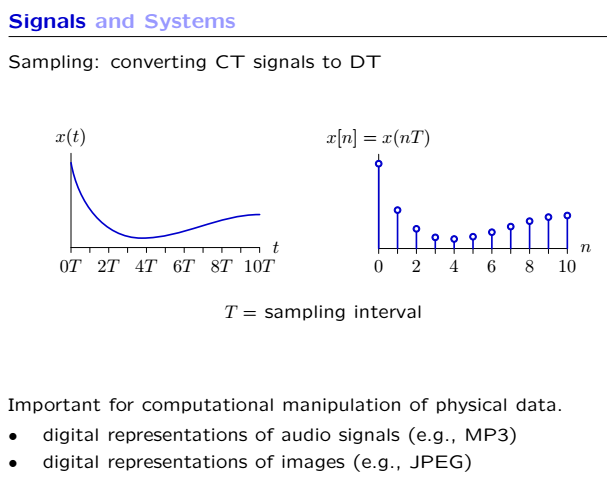 Signals and Systems
Sampling: converting CT signals to DT
x(t)
t
0T 2T 4T 6T 8T 10T
x[n] = x(nT)
n
0 2 4 6 8 10
T = sampling interval
Important for computational manipulation of physical data.
• digital representations of audio signals (e.g., MP3)
• digital representations of images (e.g., JPEG)